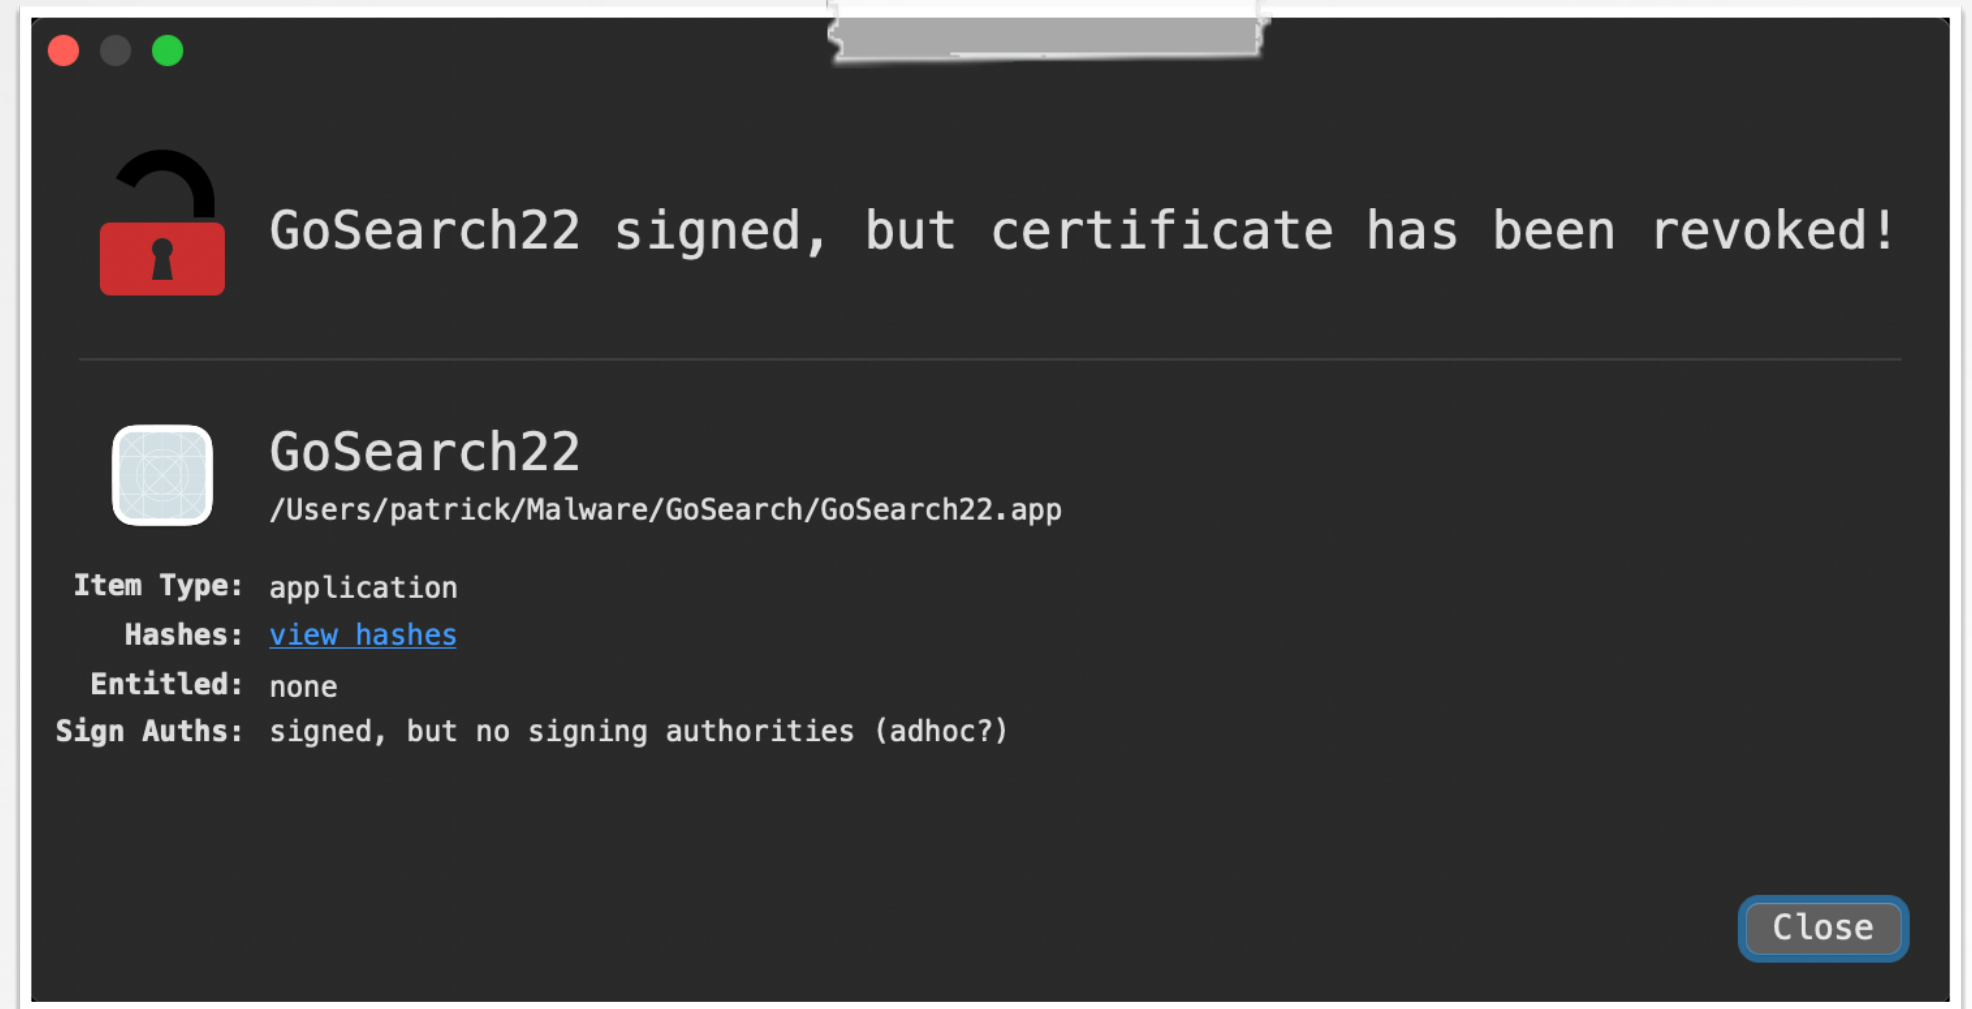 GoSearch22 signed, but certificate has been revoked!
GoSearch22
/Users/patrick/Malware/GoSearch/GoSearch22.app
Item Type: application
Hashes: view hashes
Entitled: none
Sign Auths: signed, but no signing authorities (adhoc?)
Close